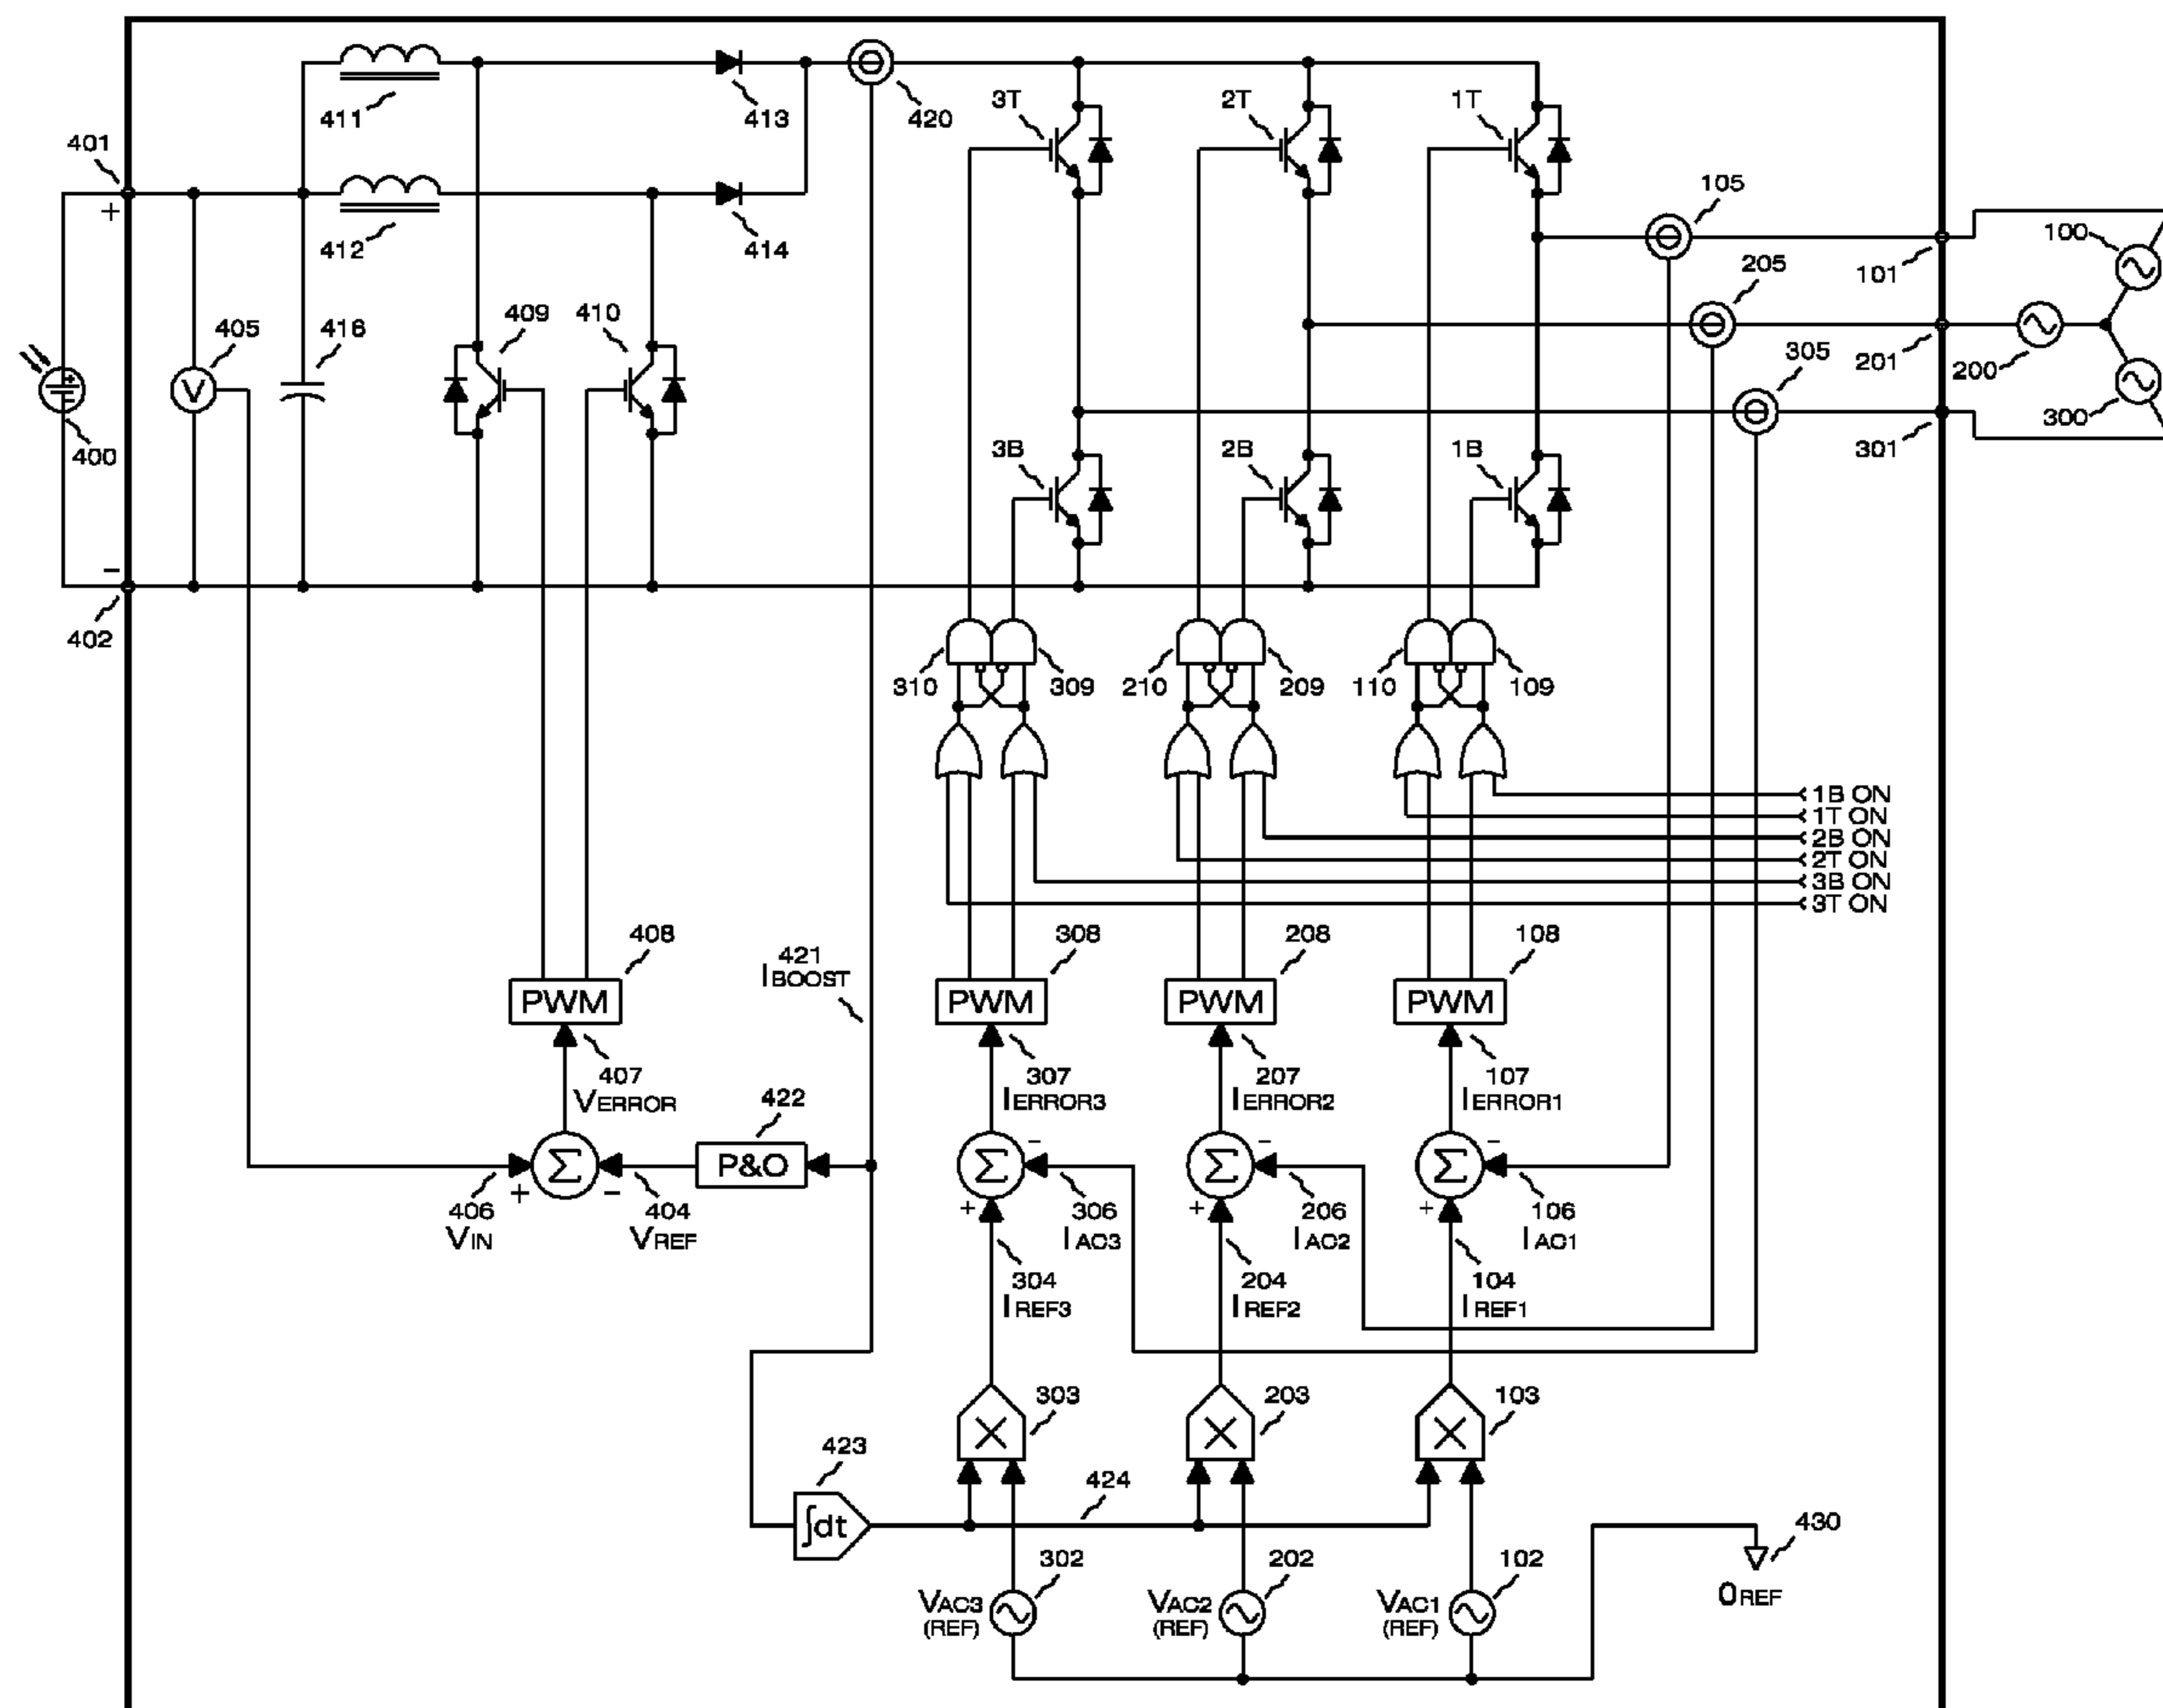 411
413
420
3T
2T
1T
401
+
412
414
105
205
100
101
409
410
405
416
V
305
201
200
400
300
301
3B
2B
1B
−
402
310
309
210
209
110
109
1B ON
1T ON
2B ON
2T ON
3B ON
3T ON
408
421
IBOOST
308
208
108
PWM
PWM
PWM
PWM
407
VERROR
422
307
IERROR3
207
IERROR2
107
IERROR1
Σ
P&O
Σ
−
Σ
−
Σ
−
+
−
406
VIN
404
VREF
+
306
IAC3
+
206
IAC2
+
106
IAC1
304
IREF3
204
IREF2
104
IREF1
303
203
103
×
×
×
423
424
∫dt
430
0REF
302
202
102
VAC3
(REF)
VAC2
(REF)
VAC1
(REF)